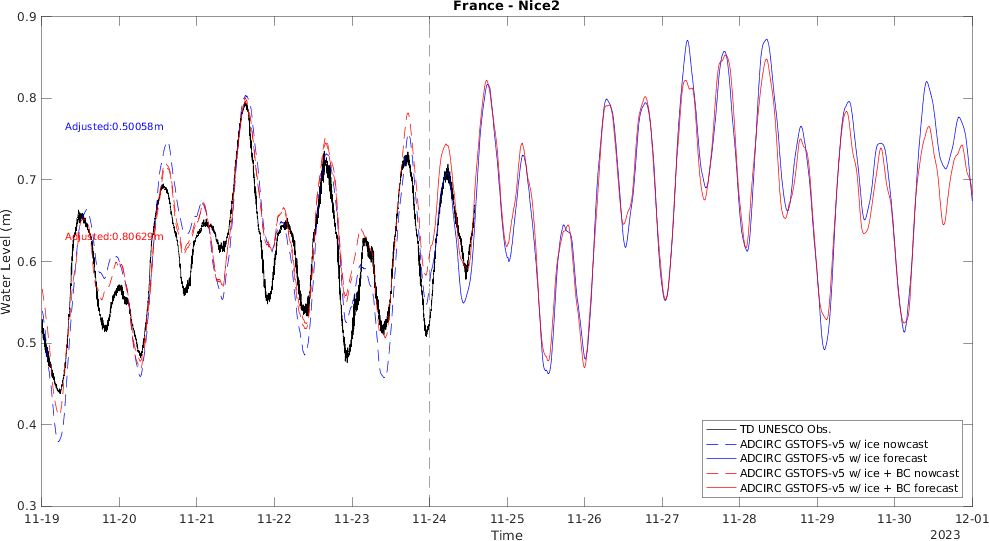 France - Nice2
0.9
0.8
0.7
0.6
0.5
0.4
0.3
Water Level (m)
Adjusted:0.50058m
Adjusted:0.80629m
TD UNESCO Obs.
ADCIRC GSTOFS-v5 w/ ice nowcast
ADCIRC GSTOFS-v5 w/ ice forecast
ADCIRC GSTOFS-v5 w/ ice + BC nowcast
ADCIRC GSTOFS-v5 w/ ice + BC forecast
11-19 11-20 11-21 11-22 11-23 11-24 11-25 11-26 11-27 11-28 11-29 11-30 12-01
Time
2023